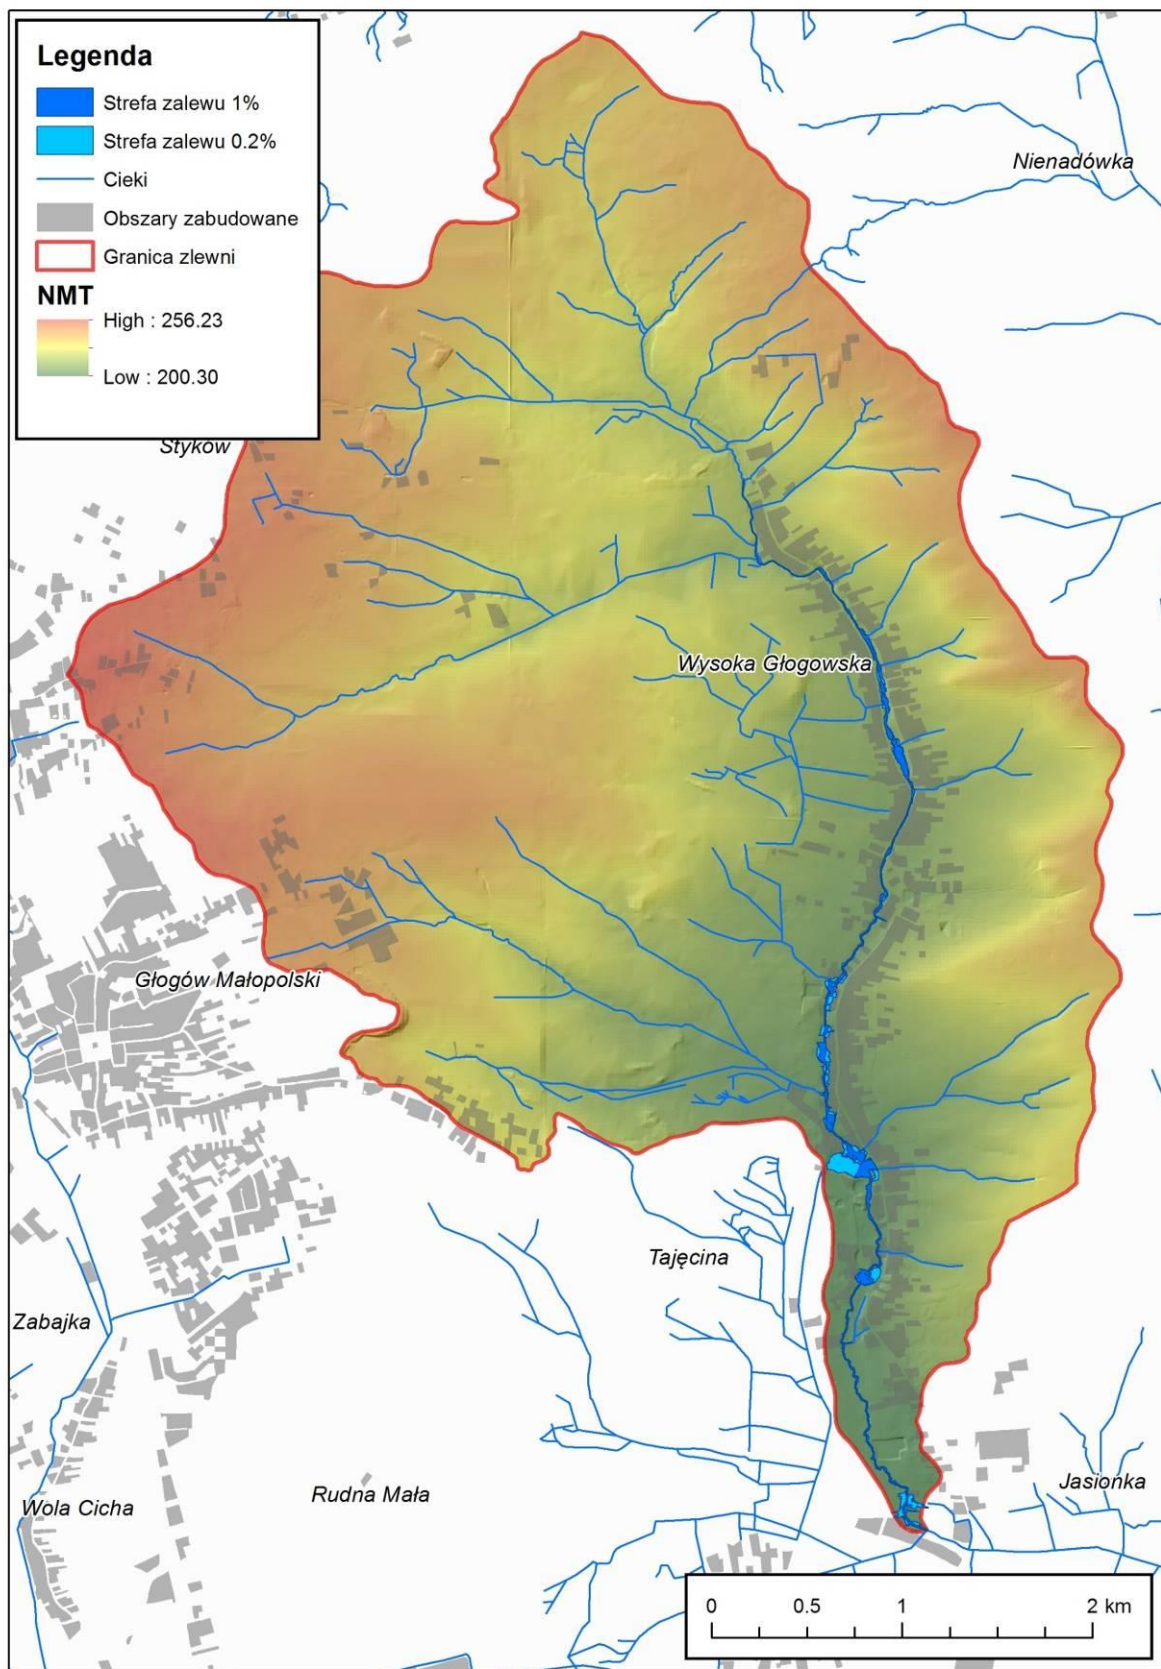 Legenda
Strefa zalewu 1%
Strefa zalewu 0.2%
Cieki
Obszary zabudowane
Granica zlewni
NMT
High : 256.23
Low : 200.30
Nienadówka
Styków
Wysoka Głogowska
Głogów Małopolski
Tajęcina
Zabajka
Jasionka
Rudna Mała
Wola Cicha
0 0.5 1 2 km